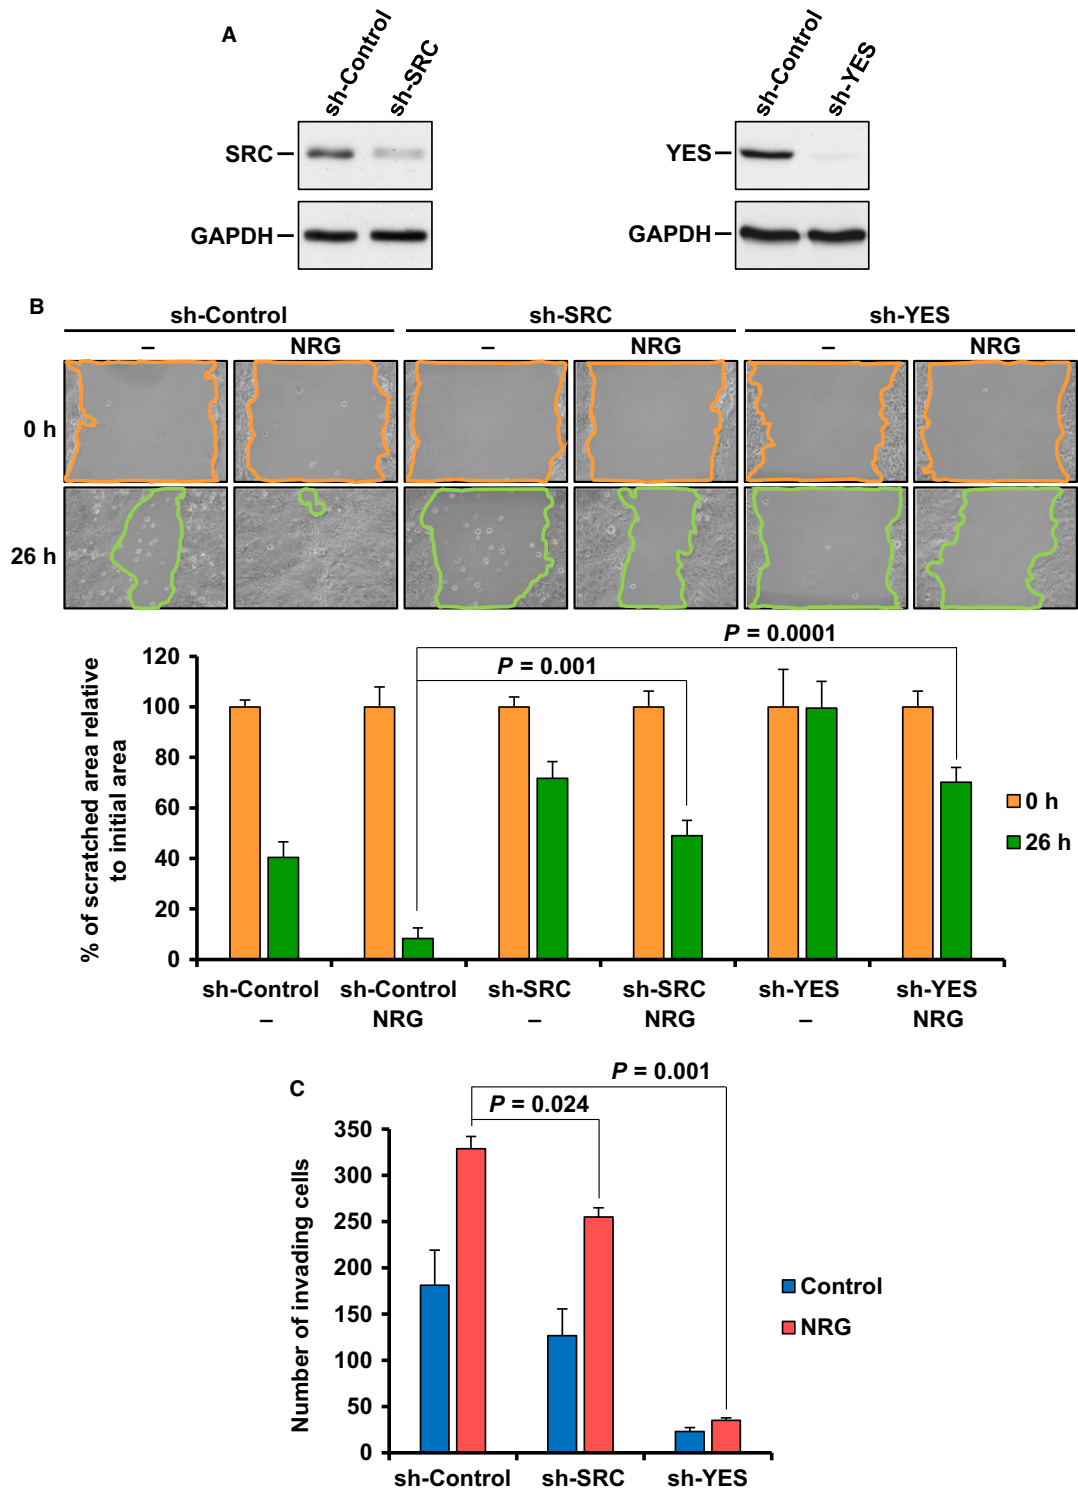 A
sh-Control
sh-SRC
SRC
GAPDH
sh-Control
sh-YES
YES
GAPDH
B
sh-Control sh-SRC sh-YES
– NRG – NRG – NRG
0 h
26 h
P = 0.0001
P = 0.001
% of scratched area relative
to initial area
120
100
80
60
40
20
0
0 h
26 h
sh-Control sh-Control sh-SRC sh-SRC sh-YES sh-YES
– NRG – NRG – NRG
C
P = 0.001
P = 0.024
Number of invading cells
350
300
250
200
150
100
50
0
Control
NRG
sh-Control sh-SRC sh-YES